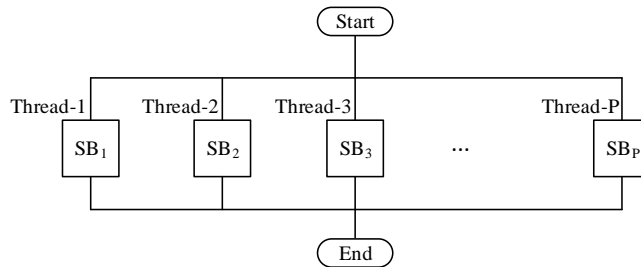 Start
Thread-1 Thread-2 Thread-3 Thread-P
SB₁ SB₂ SB₃ ... SBₚ
End